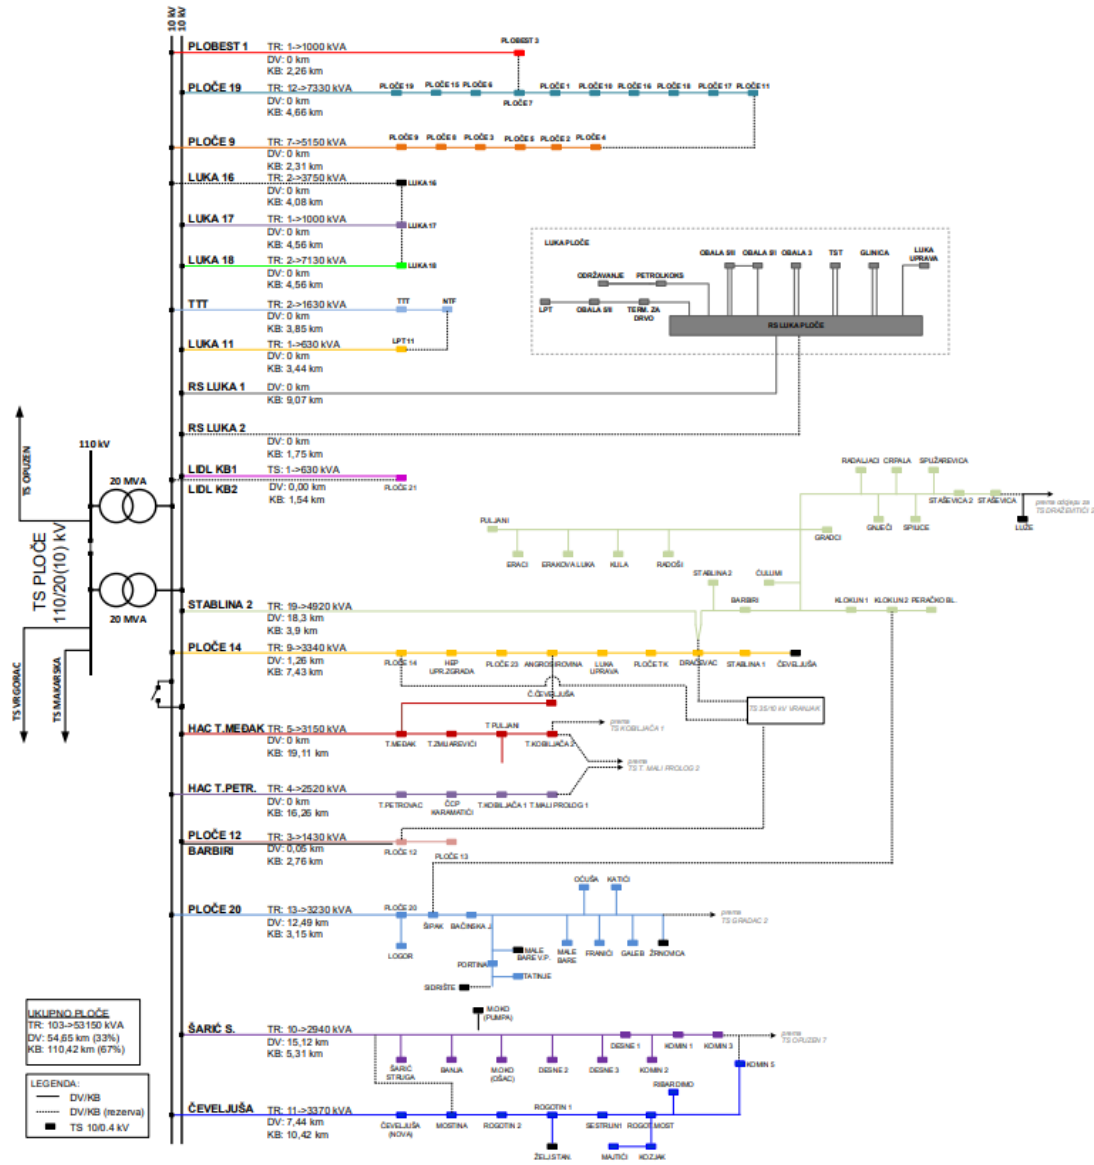 10 kV
10 kV
PLOBEST 1
TR: 1->1000 kVA
DV: 0 km
KB: 2,26 km
PLOBEST 3
PLOČE 19
TR: 12->7330 kVA
DV: 0 km
KB: 4,66 km
PLOČE 19
PLOČE 15
PLOČE 6
PLOČE 7
PLOČE 1
PLOČE 10
PLOČE 16
PLOČE 18
PLOČE 17
PLOČE 11
PLOČE 9
TR: 7->5150 kVA
DV: 0 km
KB: 2,31 km
PLOČE 9
PLOČE 8
PLOČE 3
PLOČE 5
PLOČE 2
PLOČE 4
LUKA 16
TR: 2->3750 kVA
DV: 0 km
KB: 4,08 km
LUKA 16
LUKA 17
TR: 1->1000 kVA
DV: 0 km
KB: 4,56 km
LUKA 17
LUKA 18
TR: 2->7130 kVA
DV: 0 km
KB: 4,56 km
LUKA 18
LUKA PLOČE
OBALA 5/II
OBALA 5/I
OBALA 3
TST
GLINICA
LUKA
UPRAVA
ODRŽAVANJE
PETROLKOKS
LPT
OBALA 5/II
TERM. ZA
DRVO
RS LUKA PLOČE
TTT
TR: 2->1630 kVA
DV: 0 km
KB: 3,85 km
TTT
NTF
LUKA 11
TR: 1->630 kVA
DV: 0 km
KB: 3,44 km
LPT 11
RS LUKA 1
DV: 0 km
KB: 9,07 km
RS LUKA 2
DV: 0 km
KB: 1,75 km
LIDL KB1
TS: 1->630 kVA
LIDL KB2
DV: 0,00 km
KB: 1,54 km
PLOČE 21
TS OPUZEN
110 kV
20 MVA
TS PLOČE
110/20(10) kV
20 MVA
TS VRGORAC
TS MAKARSKA
RADALJACI
CRPALA
SPUŽAREVICA
STAŠEVICA 2
STAŠEVICA
GNJEČI
SPILICE
LUŽE
prema odcjepu za
TS DRAŽEVITIĆI 2
PULJANI
GRADCI
ERACI
ERAKOVA LUKA
KULA
RADOŠI
STABLINA 2
ČULUMI
BARBIRI
KLOKUN 1
KLOKUN 2
PERAČKO BL.
STABLINA 2
TR: 19->4920 kVA
DV: 18,3 km
KB: 3,9 km
PLOČE 14
TR: 9->3340 kVA
DV: 1,26 km
KB: 7,43 km
PLOČE 14
HEP
UPR.ZGRADA
PLOČE 23
ANGROSIROVINA
LUKA
UPRAVA
PLOČE TK
DRAČEVAC
STABLINA 1
ČEVELJUŠA
Č.ČEVELJUŠA
TS 35/10 kV VRANJAK
HAC T.MEĐAK
TR: 5->3150 kVA
DV: 0 km
KB: 19,11 km
T.MEĐAK
T.ZMIJAREVIĆI
T.PULJANI
T.KOBILJAČA 2
prema
TS KOBILJAČA 1
prema
TS T. MALI PROLOG 2
HAC T.PETR.
TR: 4->2520 kVA
DV: 0 km
KB: 16,26 km
T.PETROVAC
ČCP
KARAMATIĆI
T.KOBILJAČA 1
T.MALI PROLOG 1
PLOČE 12
TR: 3->1430 kVA
BARBIRI
DV: 0,05 km
KB: 2,76 km
PLOČE 12
PLOČE 13
PLOČE 20
TR: 13->3230 kVA
DV: 12,49 km
KB: 3,15 km
PLOČE 20
ŠIPAK
BAĆINSKA J.
OČUŠA
KATIĆI
LOGOR
MALE
BARE V.P.
PORTINA
TATINJE
SIDRIŠTE
MALE
BARE
FRANIĆI
GALEB
ŽRNOVICA
prema
TS GRADAC 2
UKUPNO PLOČE
TR: 103->53150 kVA
DV: 54,65 km (33%)
KB: 110,42 km (67%)
ŠARIĆ S.
TR: 10->2940 kVA
DV: 15,12 km
KB: 5,31 km
M.OKO
(PUMPA)
ŠARIĆ
STRUGA
BANJA
M.OKO
(OŠAC)
DESNE 2
DESNE 3
DESNE 1
KOMIN 2
KOMIN 1
KOMIN 3
prema
TS OPUZEN 7
KOMIN 5
LEGENDA:
DV/KB
DV/KB (rezerva)
TS 10/0.4 kV
ČEVELJUŠA
TR: 11->3370 kVA
DV: 7,44 km
KB: 10,42 km
ČEVELJUŠA
(NOVA)
MOSTINA
ROGOTIN 2
ROGOTIN 1
ŽELJ.STAN.
SESTRUN1
ROGOT.MOST
RIBARDIMO
MAJTIĆI
KOZJAK